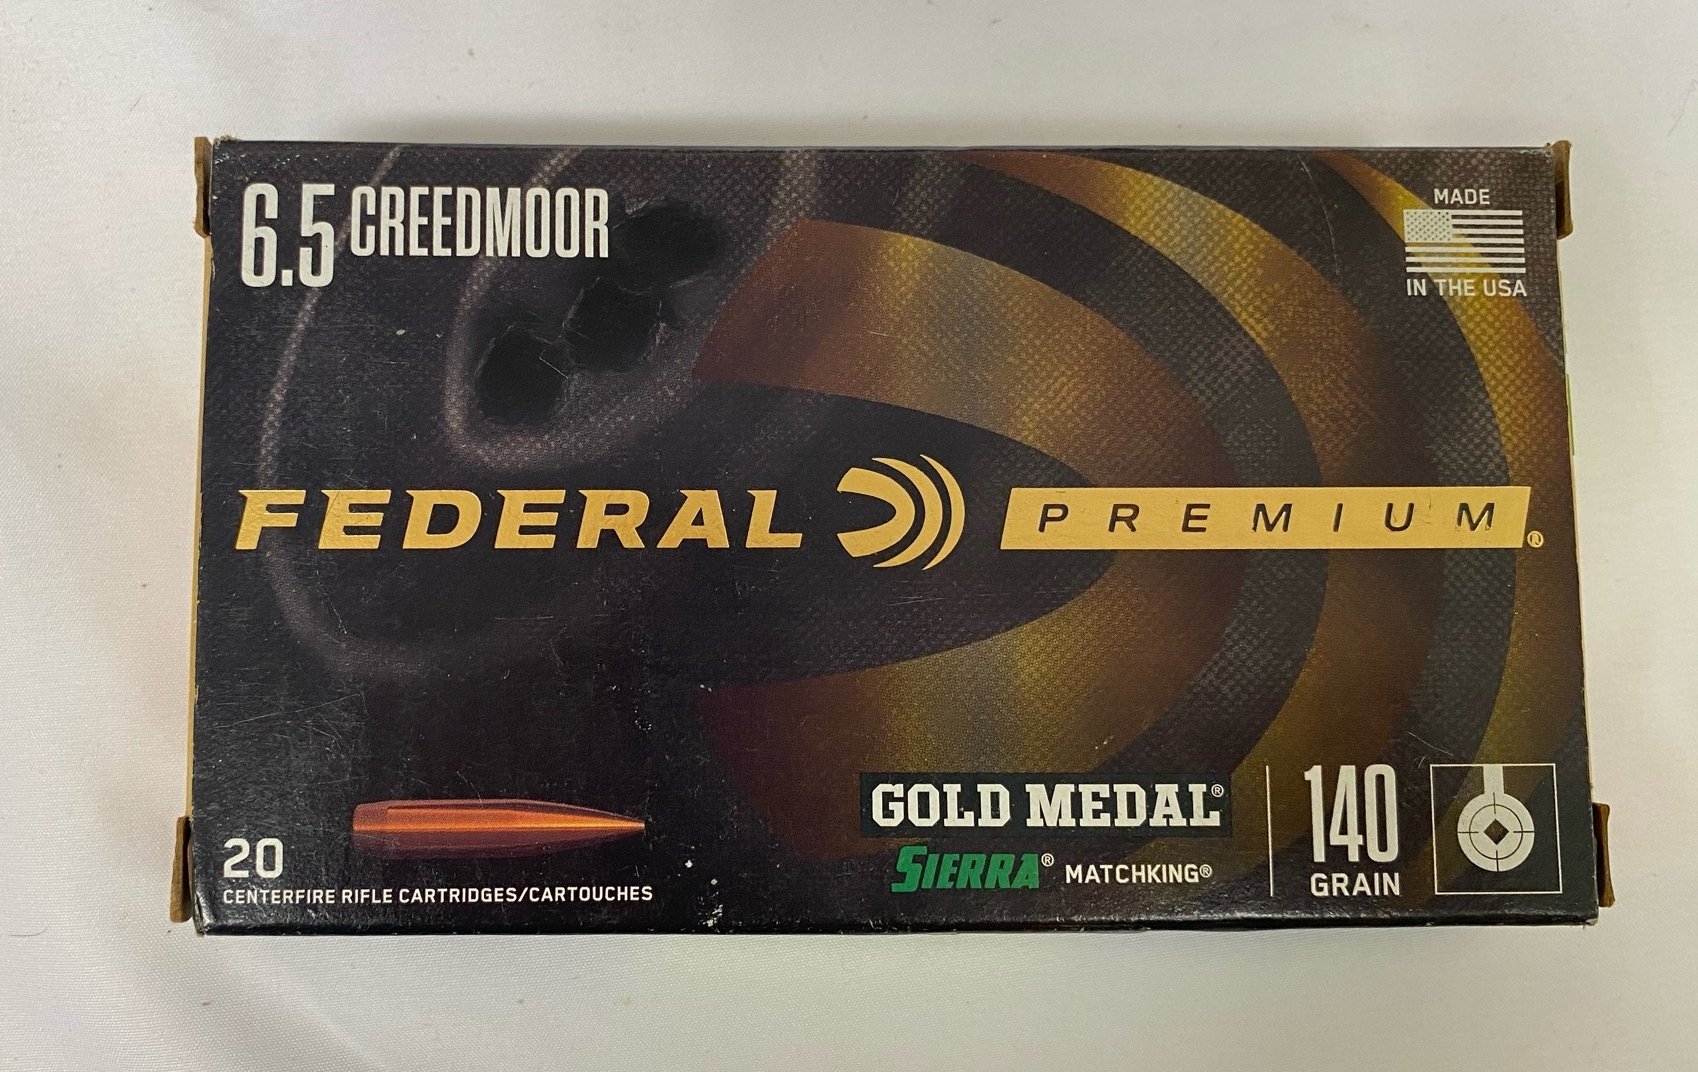 6.5 CREEDMOOR
MADE
IN THE USA
FEDERAL PREMIUM®
GOLD MEDAL®
SIERRA® MATCHKING®
140
GRAIN
20
CENTERFIRE RIFLE CARTRIDGES/CARTOUCHES